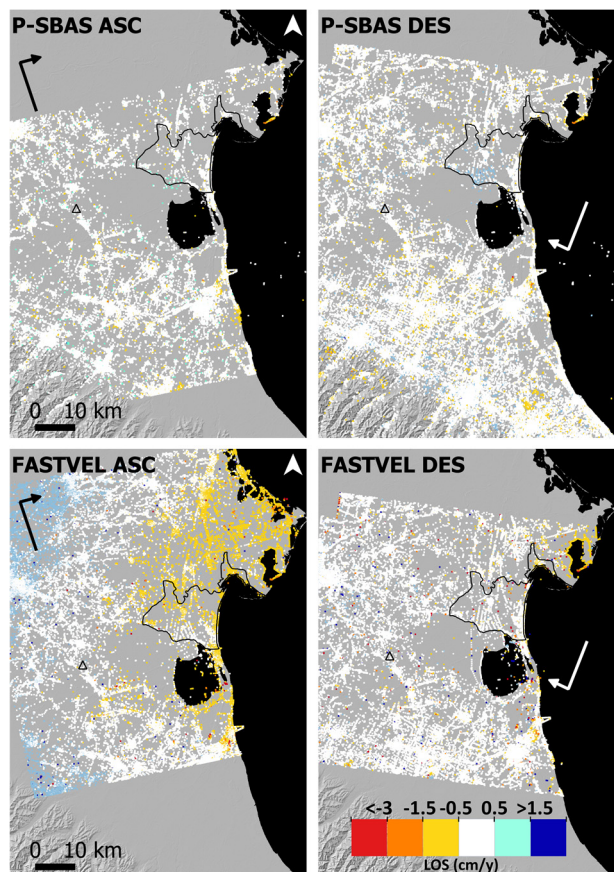 P-SBAS ASC
P-SBAS DES
0 10 km
FASTVEL ASC
FASTVEL DES
<-3 -1.5 -0.5 0.5 >1.5
LOS (cm/y)
0 10 km